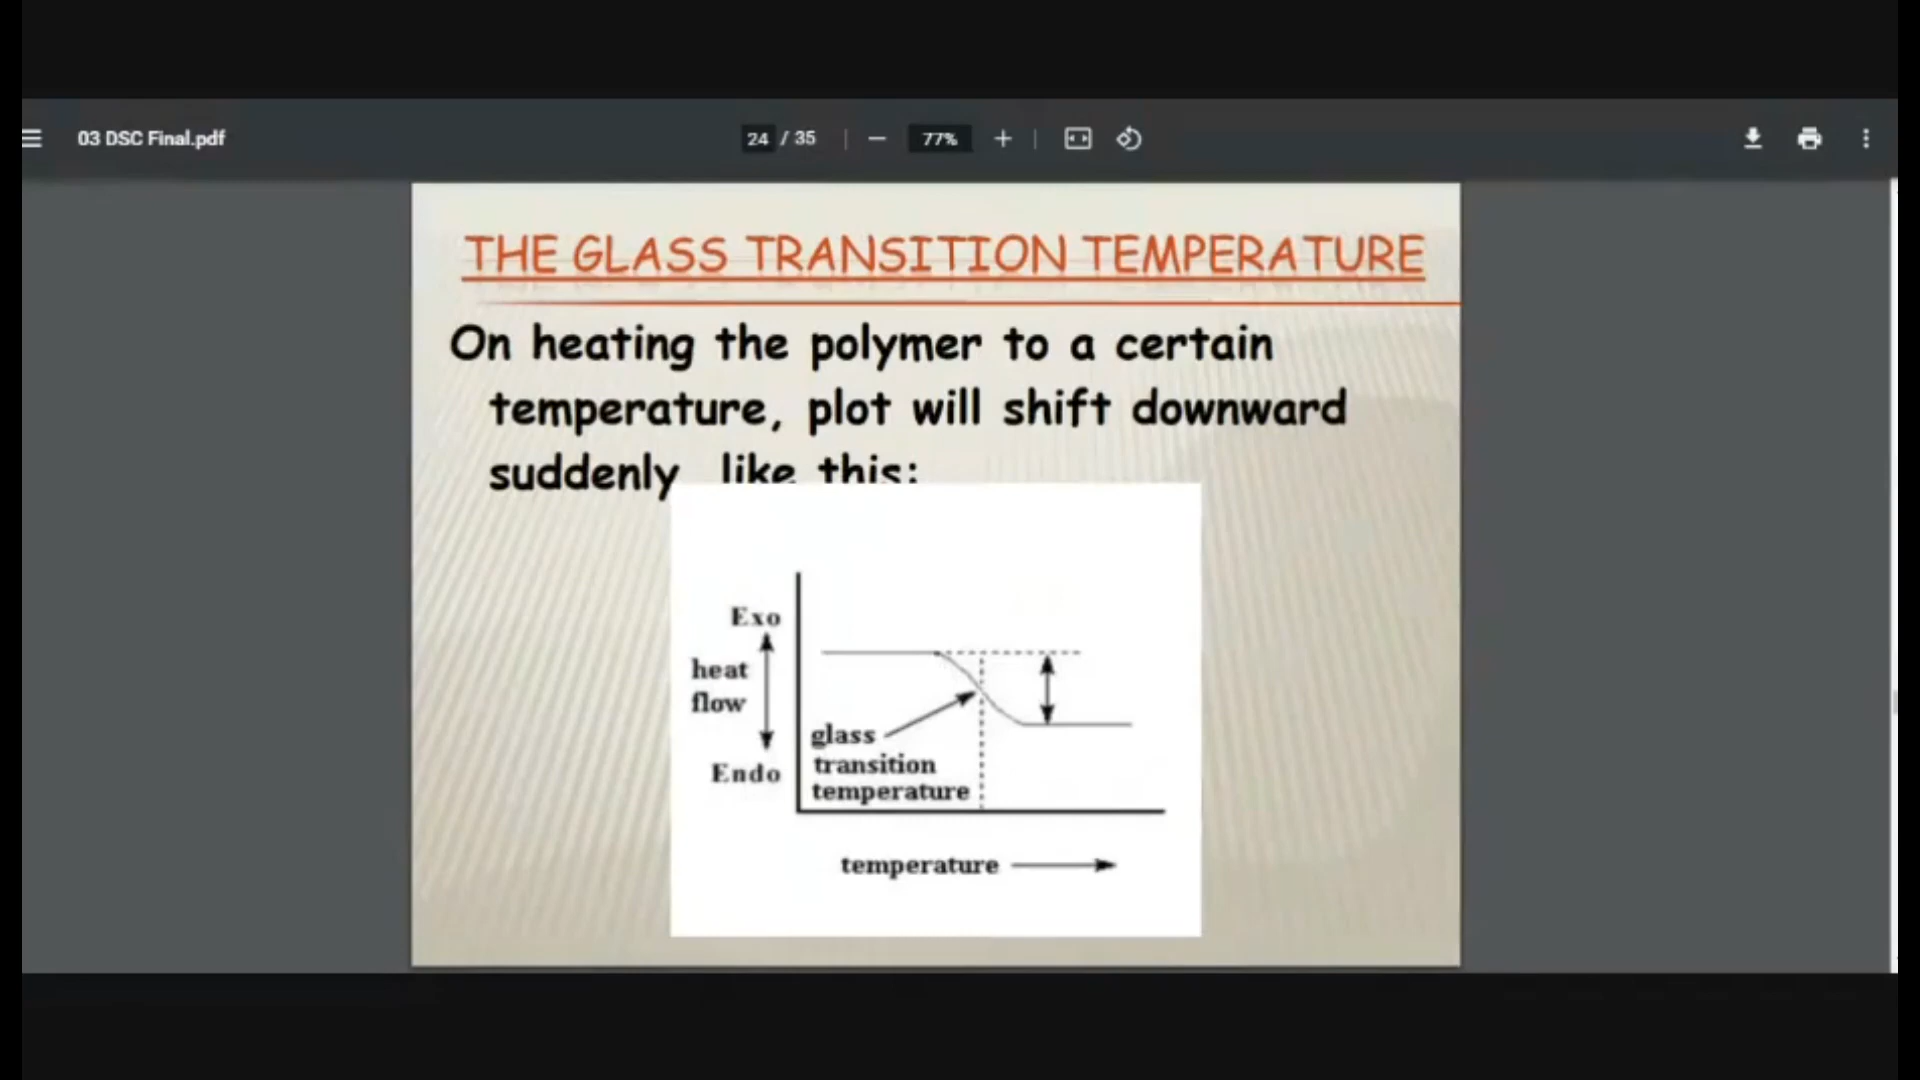 03 DSC Final.pdf
24 / 35
77%
THE GLASS TRANSITION TEMPERATURE
On heating the polymer to a certain
temperature, plot will shift downward
suddenly like this:
Exo
heat
flow
Endo
glass
transition
temperature
temperature